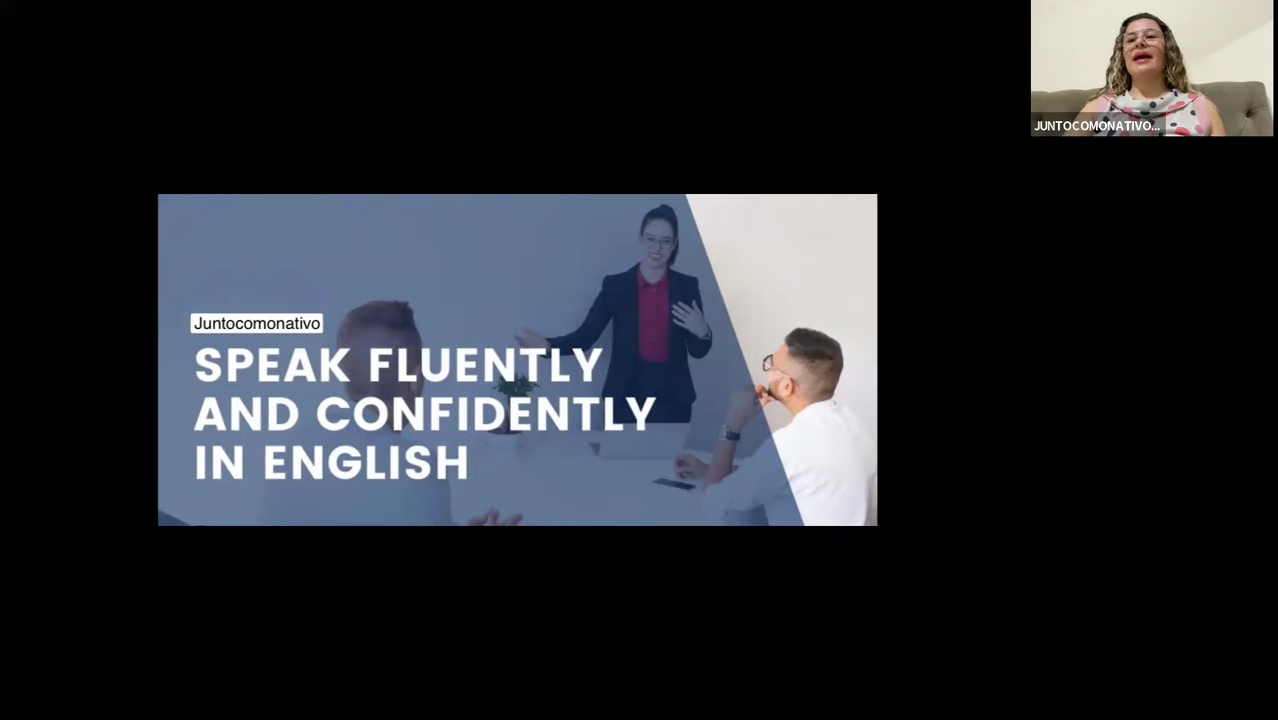 JUNTOCOMONATIVO...
Juntocomonativo
SPEAK FLUENTLY
AND CONFIDENTLY
IN ENGLISH